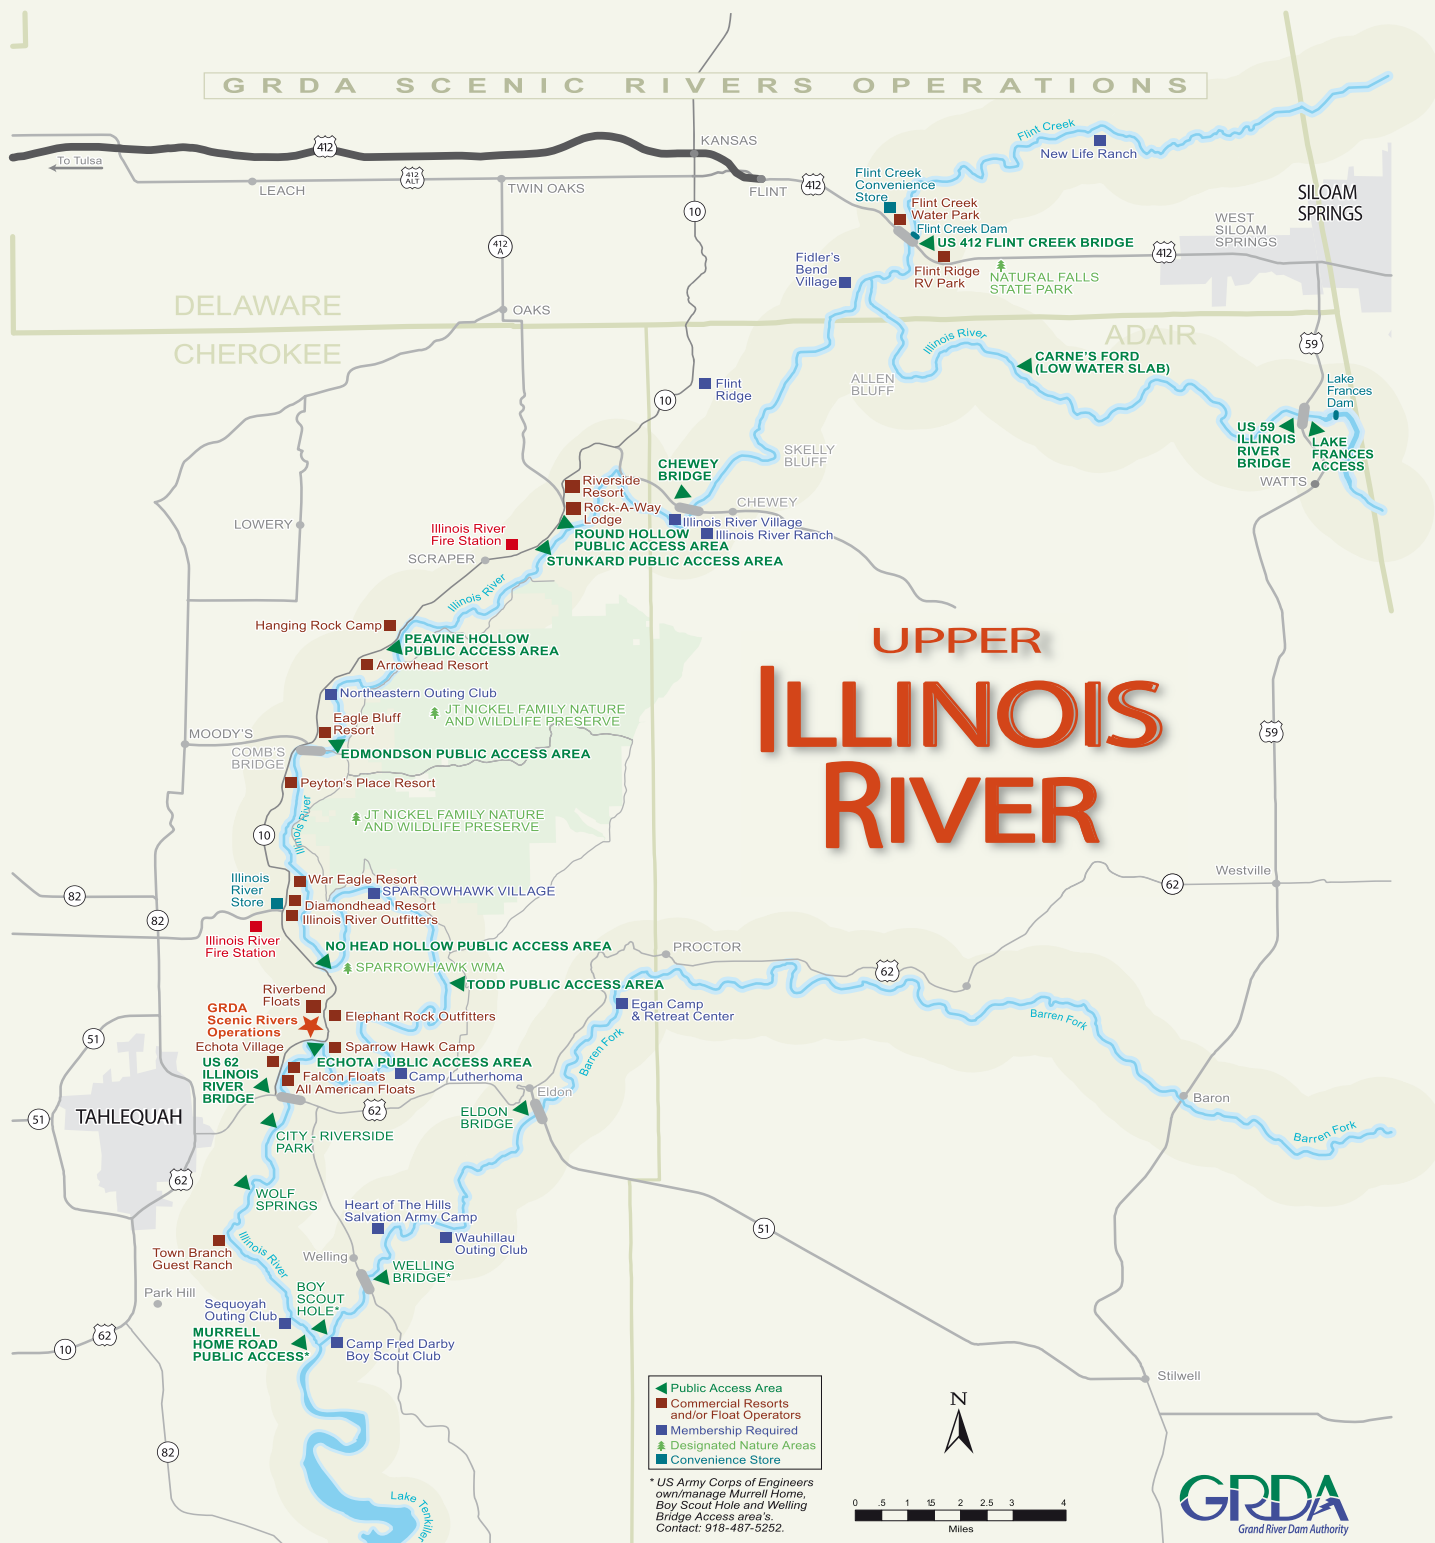 GRDA SCENIC RIVERS OPERATIONS
Flint Creek
New Life Ranch
412
KANSAS
To Tulsa
LEACH
412
ALT
TWIN OAKS
FLINT
412
Flint Creek
Convenience
Store
Flint Creek
Water Park
Flint Creek Dam
US 412 FLINT CREEK BRIDGE
SILOAM
SPRINGS
WEST
SILOAM
SPRINGS
412
10
412
A
Fidler's
Bend
Village
Flint Ridge
RV Park
NATURAL FALLS
STATE PARK
DELAWARE
OAKS
CHEROKEE
ADAIR
59
Illinois River
CARNE'S FORD
(LOW WATER SLAB)
ALLEN
BLUFF
Lake
Frances
Dam
Flint
Ridge
10
US 59
ILLINOIS
RIVER
BRIDGE
LAKE
FRANCES
ACCESS
WATTS
SKELLY
BLUFF
CHEWEY
BRIDGE
Riverside
Resort
Rock-A-Way
Lodge
CHEWEY
Illinois River Village
Illinois River Ranch
LOWERY
Illinois River
Fire Station
ROUND HOLLOW
PUBLIC ACCESS AREA
STUNKARD PUBLIC ACCESS AREA
SCRAPER
Illinois River
Hanging Rock Camp
PEAVINE HOLLOW
PUBLIC ACCESS AREA
Arrowhead Resort
UPPER
ILLINOIS
RIVER
Northeastern Outing Club
JT NICKEL FAMILY NATURE
AND WILDLIFE PRESERVE
Eagle Bluff
Resort
MOODY'S
COMB'S
BRIDGE
EDMONDSON PUBLIC ACCESS AREA
59
Peyton's Place Resort
Illinois River
JT NICKEL FAMILY NATURE
AND WILDLIFE PRESERVE
10
Westville
62
War Eagle Resort
SPARROWHAWK VILLAGE
Illinois
River
Store
Diamondhead Resort
Illinois River Outfitters
82
82
Illinois River
Fire Station
NO HEAD HOLLOW PUBLIC ACCESS AREA
PROCTOR
SPARROWHAWK WMA
62
TODD PUBLIC ACCESS AREA
Riverbend
Floats
GRDA
Scenic Rivers
Operations
Elephant Rock Outfitters
Egan Camp
& Retreat Center
Barren Fork
Barren Fork
51
Echota Village
Sparrow Hawk Camp
US 62
ILLINOIS
RIVER
BRIDGE
ECHOTA PUBLIC ACCESS AREA
Falcon Floats
Camp Lutherhoma
All American Floats
Eldon
Baron
62
ELDON
BRIDGE
51
TAHLEQUAH
CITY - RIVERSIDE
PARK
Barren Fork
62
WOLF
SPRINGS
Heart of The Hills
Salvation Army Camp
51
Wauhillau
Outing Club
Town Branch
Guest Ranch
Illinois River
Welling
WELLING
BRIDGE*
Park Hill
BOY
SCOUT
HOLE*
Sequoyah
Outing Club
MURRELL
HOME ROAD
PUBLIC ACCESS*
Camp Fred Darby
Boy Scout Club
62
10
Stilwell
82
Lake Tenkiller
Public Access Area
Commercial Resorts
and/or Float Operators
Membership Required
Designated Nature Areas
Convenience Store
* US Army Corps of Engineers
own/manage Murrell Home,
Boy Scout Hole and Welling
Bridge Access area's.
Contact: 918-487-5252.
N
0 .5 1 1.5 2 2.5 3 4
Miles
GRDA
Grand River Dam Authority